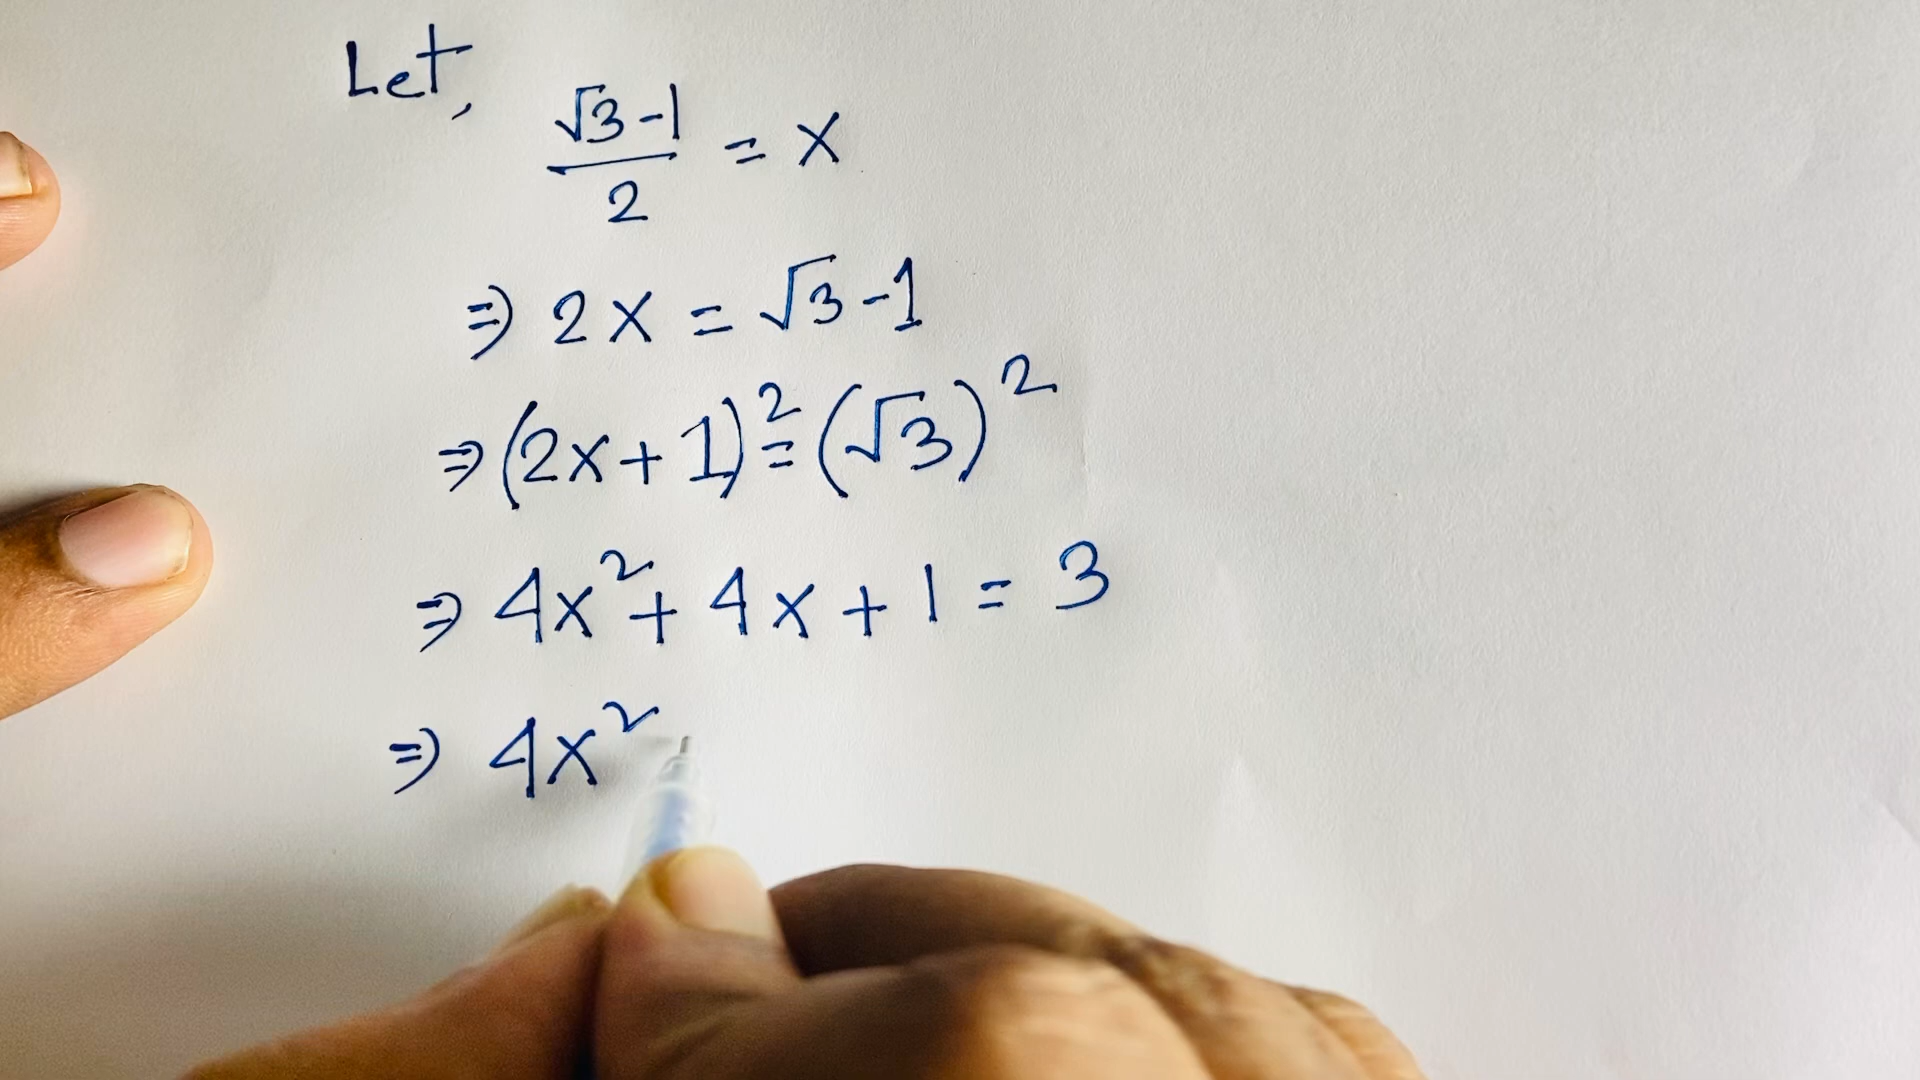 Let,
(√3-1)/2 = x
⇒ 2x = √3-1
⇒ (2x+1)² = (√3)²
⇒ 4x² + 4x + 1 = 3
⇒ 4x²